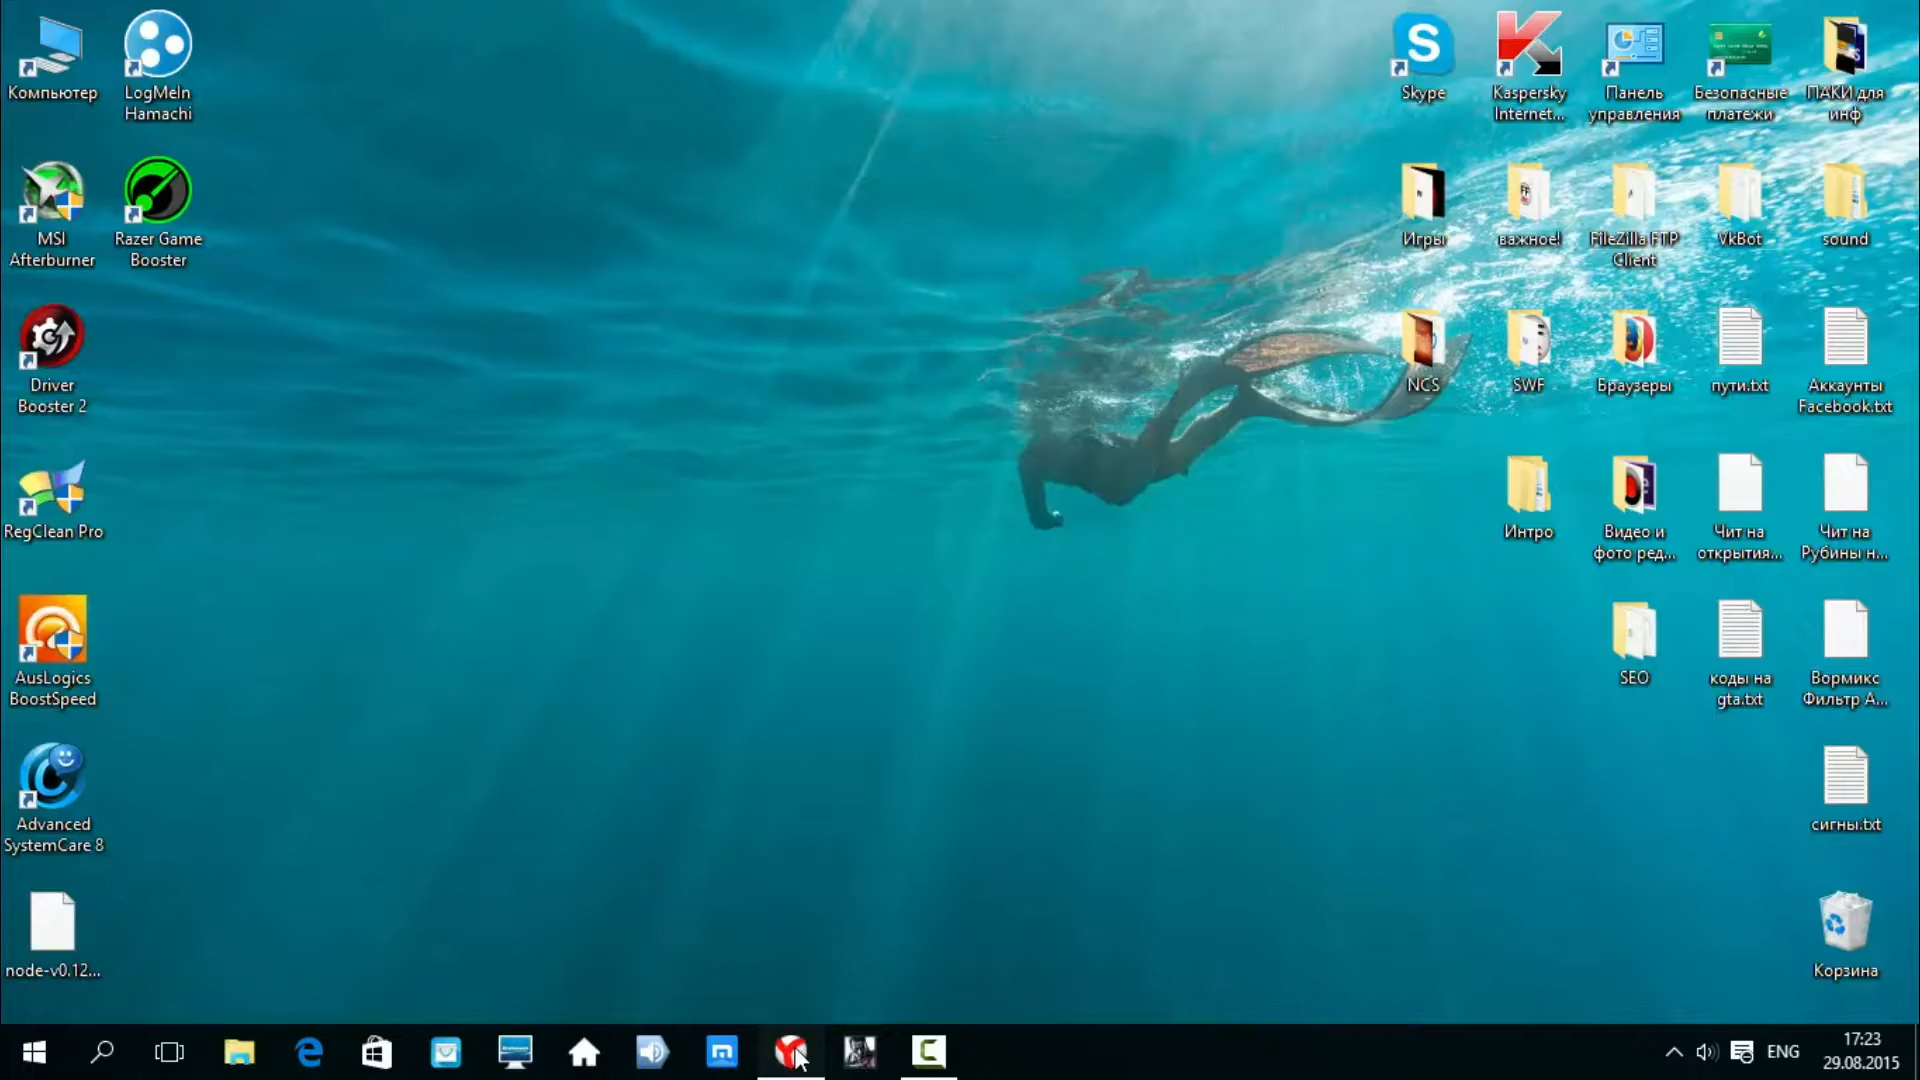 Компьютер
LogMeIn
Hamachi
Skype
Kaspersky
Internet...
Панель
управления
Безопасные
платежи
ПАКИ для
инф
MSI
Afterburner
Razer Game
Booster
Игры
важное!
FileZilla FTP
Client
VkBot
sound
Driver
Booster 2
NCS
SWF
Браузеры
пути.txt
Аккаунты
Facebook.txt
RegClean Pro
Интро
Видео и
фото ред...
Чит на
открытия...
Чит на
Рубины н...
AusLogics
BoostSpeed
SEO
коды на
gta.txt
Вормикс
Фильтр А...
Advanced
SystemCare 8
сигны.txt
node-v0.12...
Корзина
ENG
17:23
29.08.2015